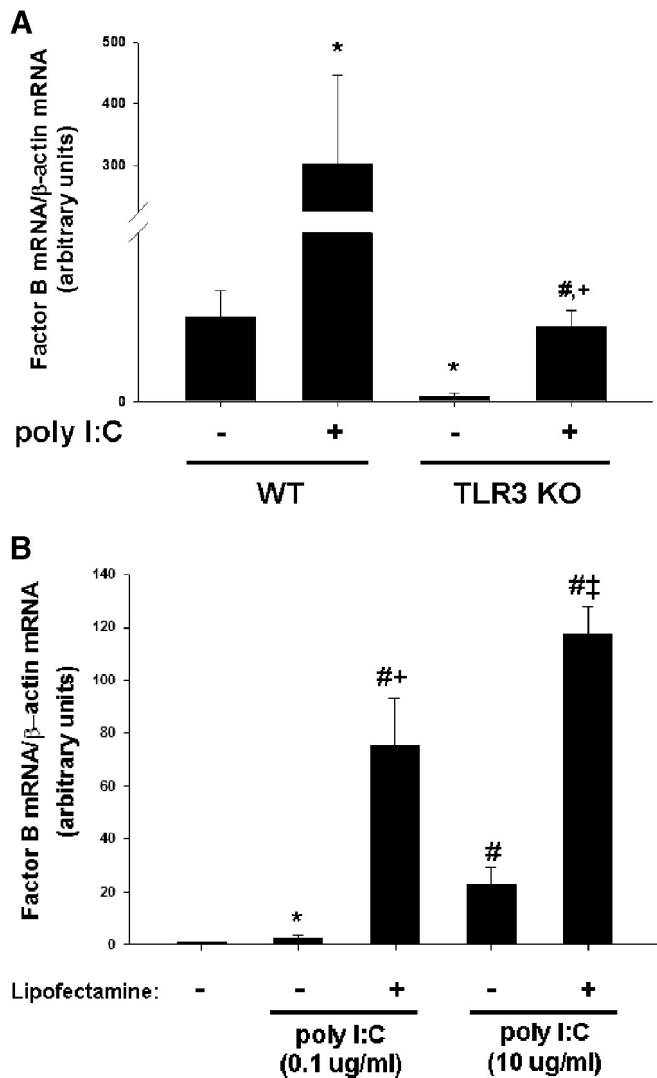 A
Factor B mRNA/β-actin mRNA
(arbitrary units)
500
400
300
0
*
*
#,+
poly I:C - + - +
WT TLR3 KO
B
Factor B mRNA/β-actin mRNA
(arbitrary units)
140
120
100
80
60
40
20
0
*
#+
#
#‡
Lipofectamine: - - + - +
poly I:C poly I:C
(0.1 ug/ml) (10 ug/ml)